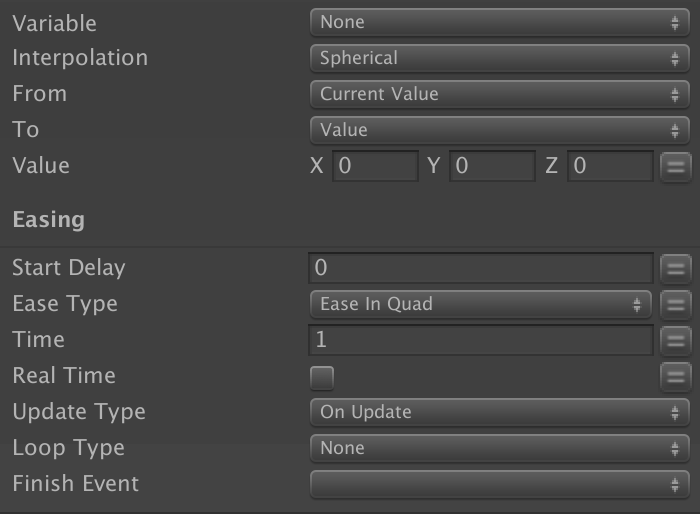 Variable None
Interpolation Spherical
From Current Value
To Value
Value X 0 Y 0 Z 0
Easing
Start Delay 0
Ease Type Ease In Quad
Time 1
Real Time
Update Type On Update
Loop Type None
Finish Event